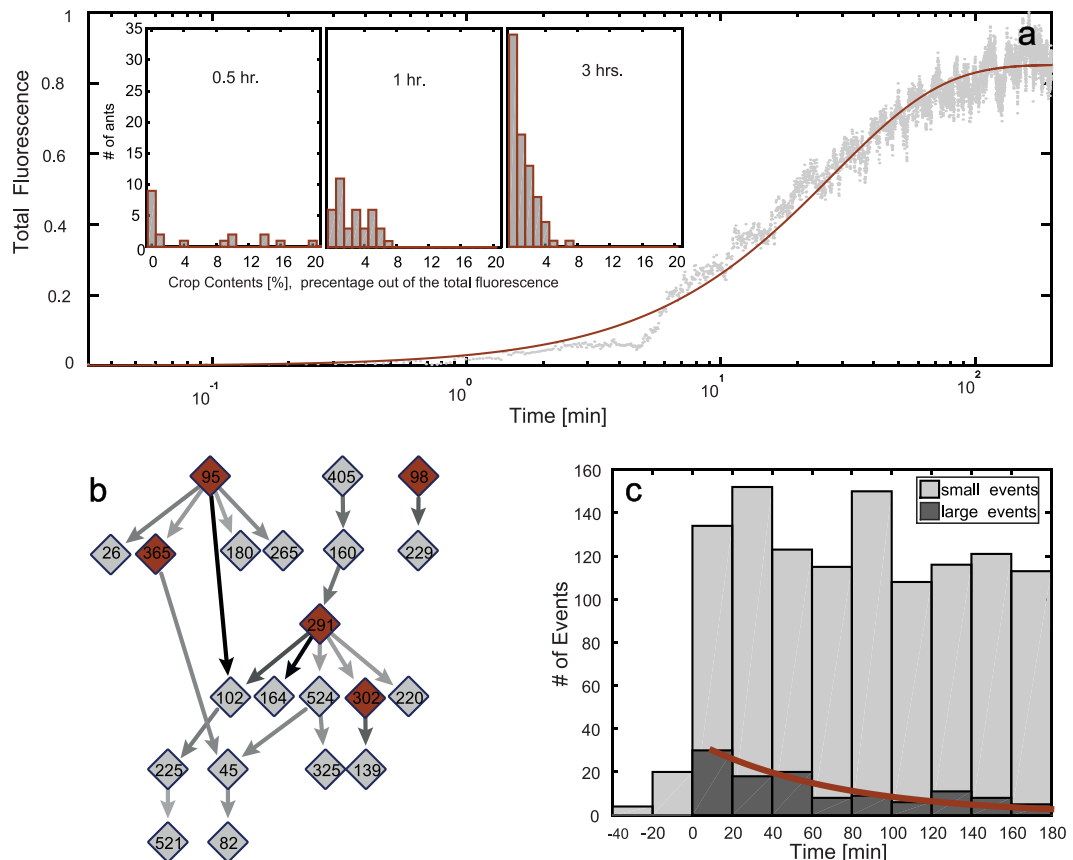 a
Total Fluorescence
1
0.8
0.6
0.4
0.2
0
10-1
100
101
102
Time [min]
# of ants
35
30
25
20
15
10
5
0
0.5 hr.
1 hr.
3 hrs.
0 4 8 12 16 20
4 8 12 16 20
4 8 12 16 20
Crop Contents [%], precentage out of the total fluorescence
b
95 405 98
26 365 180 265 160 229
291
102 164 524 302 220
225 45 325 139
521 82
c
small events
large events
# of Events
160
140
120
100
80
60
40
20
0
-40 -20 0 20 40 60 80 100 120 140 160 180
Time [min]